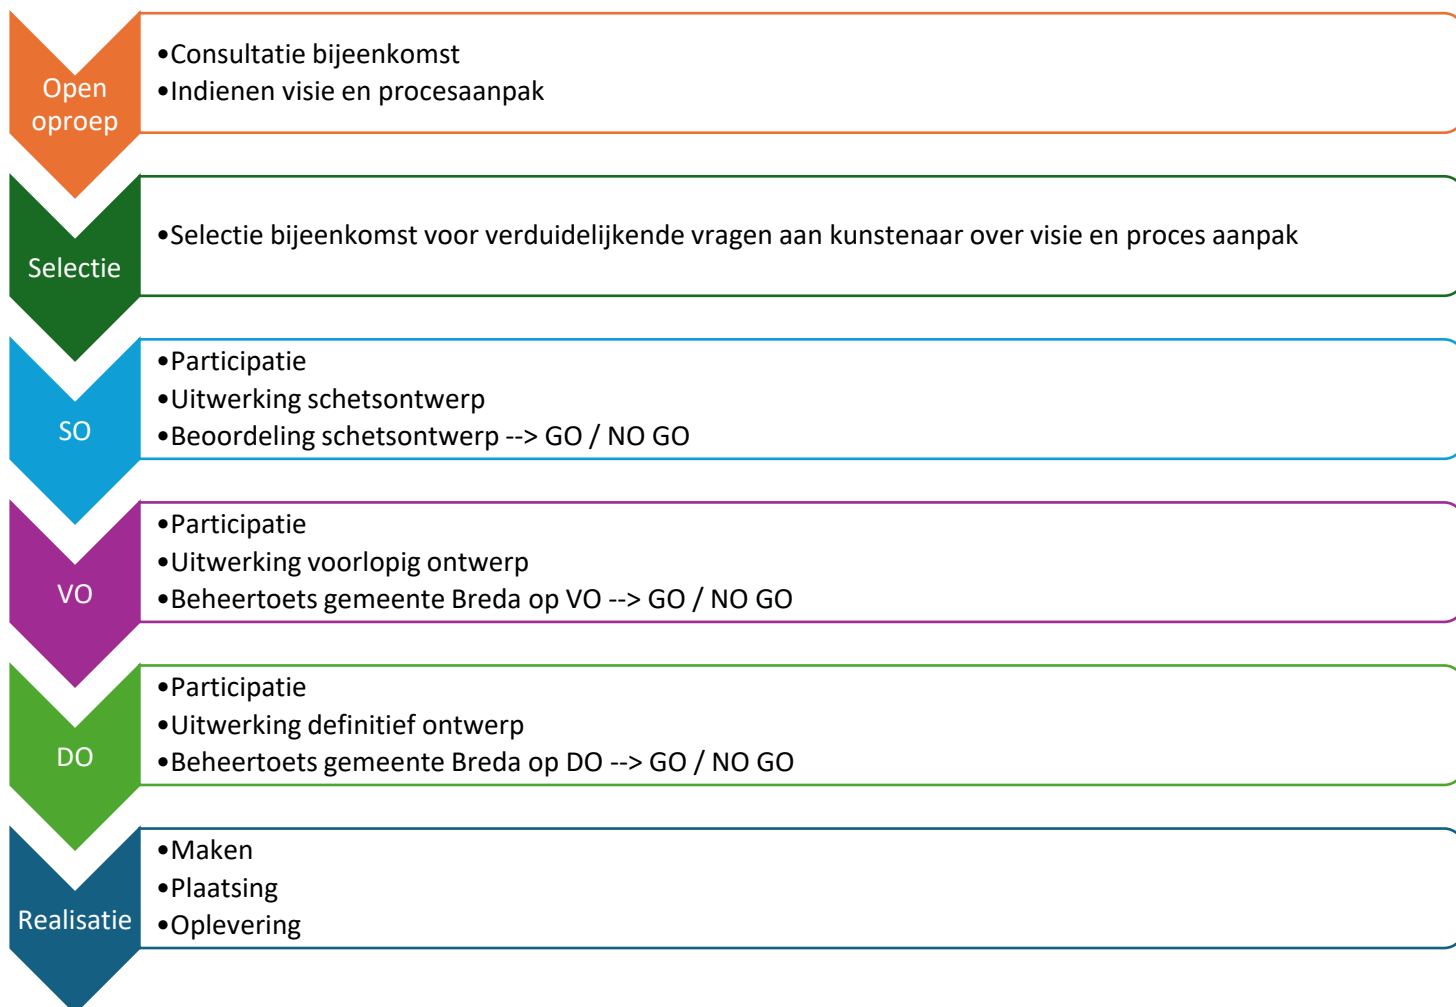 Open
oproep
•Consultatie bijeenkomst
•Indienen visie en procesaanpak
Selectie
•Selectie bijeenkomst voor verduidelijkende vragen aan kunstenaar over visie en proces aanpak
SO
•Participatie
•Uitwerking schetsontwerp
•Beoordeling schetsontwerp --> GO / NO GO
VO
•Participatie
•Uitwerking voorlopig ontwerp
•Beheertoets gemeente Breda op VO --> GO / NO GO
DO
•Participatie
•Uitwerking definitief ontwerp
•Beheertoets gemeente Breda op DO --> GO / NO GO
Realisatie
•Maken
•Plaatsing
•Oplevering